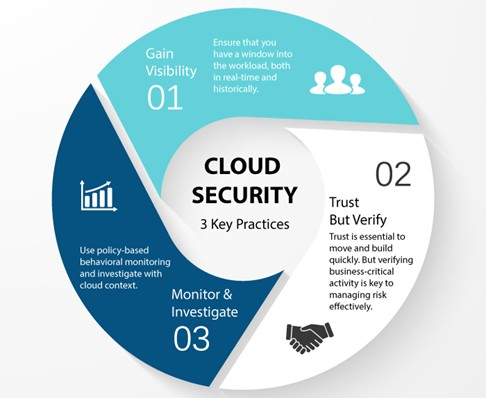 Gain
Visibility
01
Ensure that you
have a window into
the workload, both
in real-time and
historically.
CLOUD
SECURITY
3 Key Practices
02
Trust
But Verify
Trust is essential to
move and build
quickly. But verifying
business-critical
activity is key to
managing risk
effectively.
Use policy-based
behavioral monitoring
and investigate with
cloud context.
Monitor &
Investigate
03